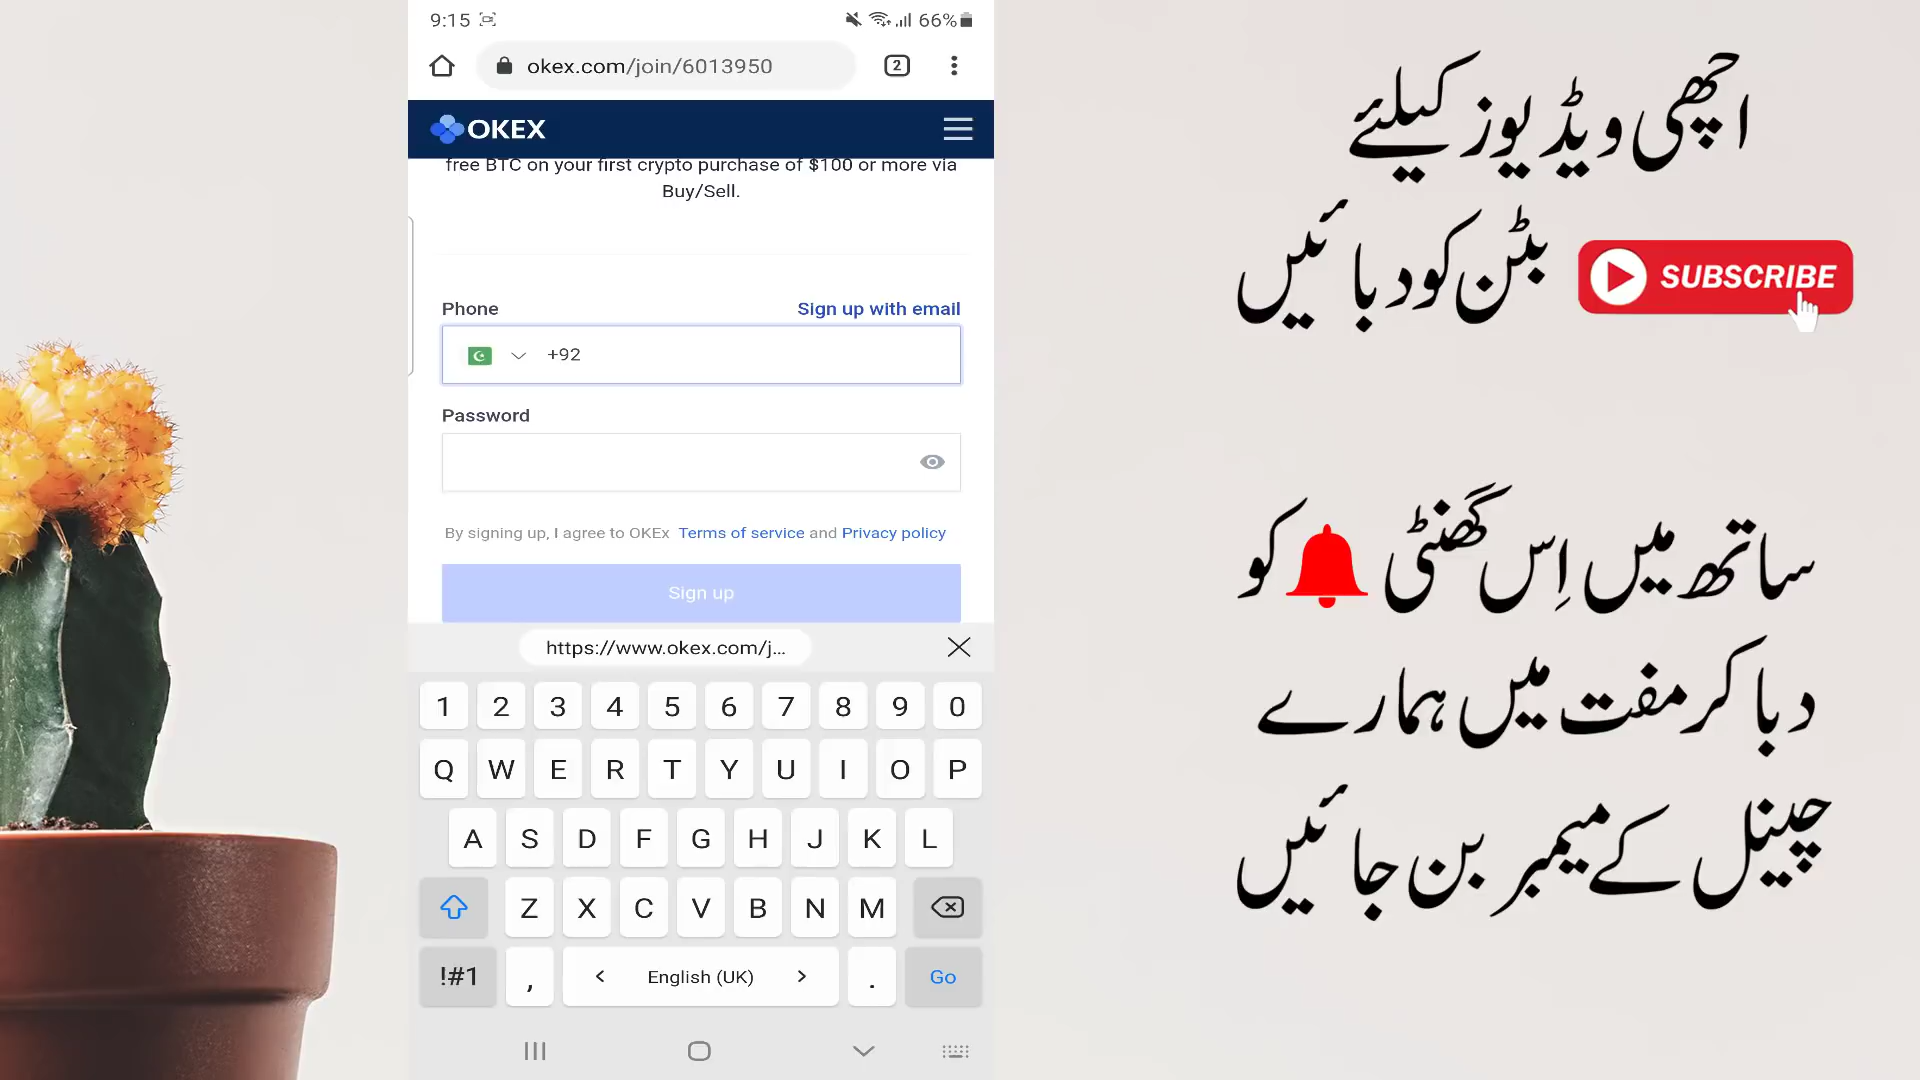 9:15
66%
okex.com/join/6013950
2
OKEX
free BTC on your first crypto purchase of $100 or more via
Buy/Sell.
Phone
Sign up with email
+92
Password
By signing up, I agree to OKEx Terms of service and Privacy policy
Sign up
https://www.okex.com/j...
1 2 3 4 5 6 7 8 9 0
Q W E R T Y U I O P
A S D F G H J K L
Z X C V B N M
!#1 , < English (UK) > . Go
اچھی ویڈیوز کیلئے
بٹن کو دبائیں
SUBSCRIBE
ساتھ میں اِس گھنٹی کو
دبا کر مفت میں ہمارے
چینل کے میمبر بن جائیں